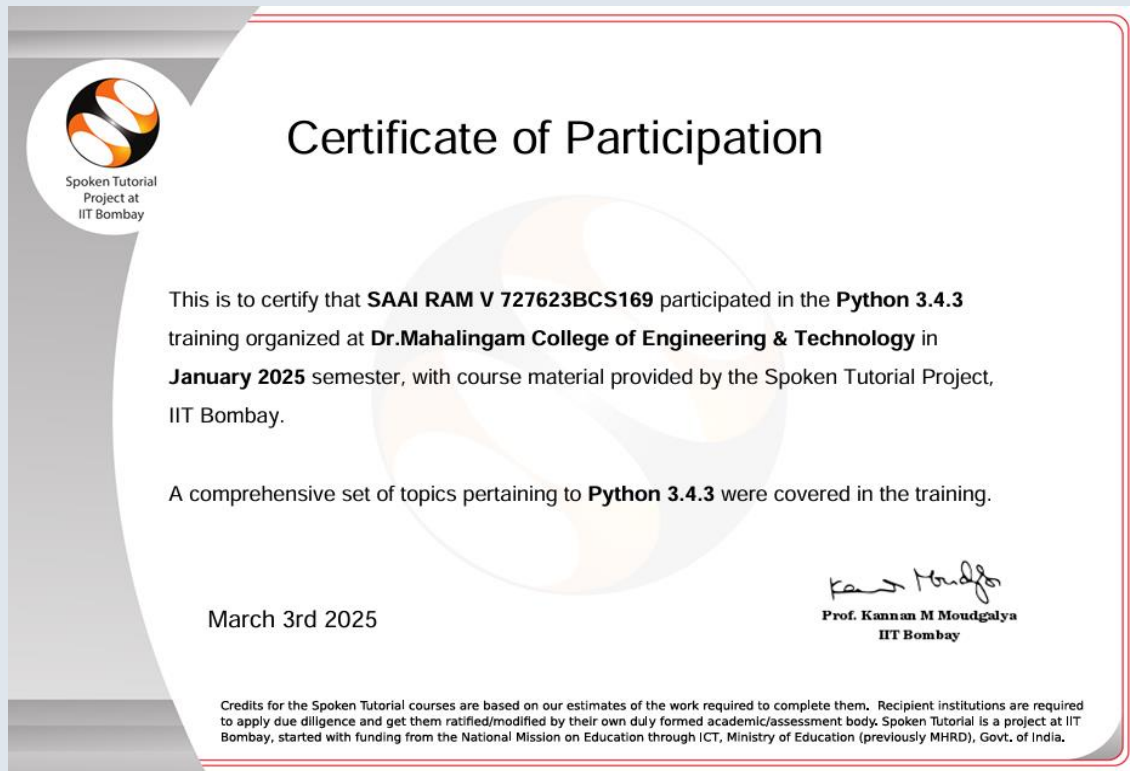 Spoken Tutorial
Project at
IIT Bombay
Certificate of Participation
This is to certify that SAAI RAM V 727623BCS169 participated in the Python 3.4.3
training organized at Dr.Mahalingam College of Engineering & Technology in
January 2025 semester, with course material provided by the Spoken Tutorial Project,
IIT Bombay.
A comprehensive set of topics pertaining to Python 3.4.3 were covered in the training.
March 3rd 2025
Prof. Kannan M Moudgalya
IIT Bombay
Credits for the Spoken Tutorial courses are based on our estimates of the work required to complete them. Recipient institutions are required
to apply due diligence and get them ratified/modified by their own duly formed academic/assessment body. Spoken Tutorial is a project at IIT
Bombay, started with funding from the National Mission on Education through ICT, Ministry of Education (previously MHRD), Govt. of India.